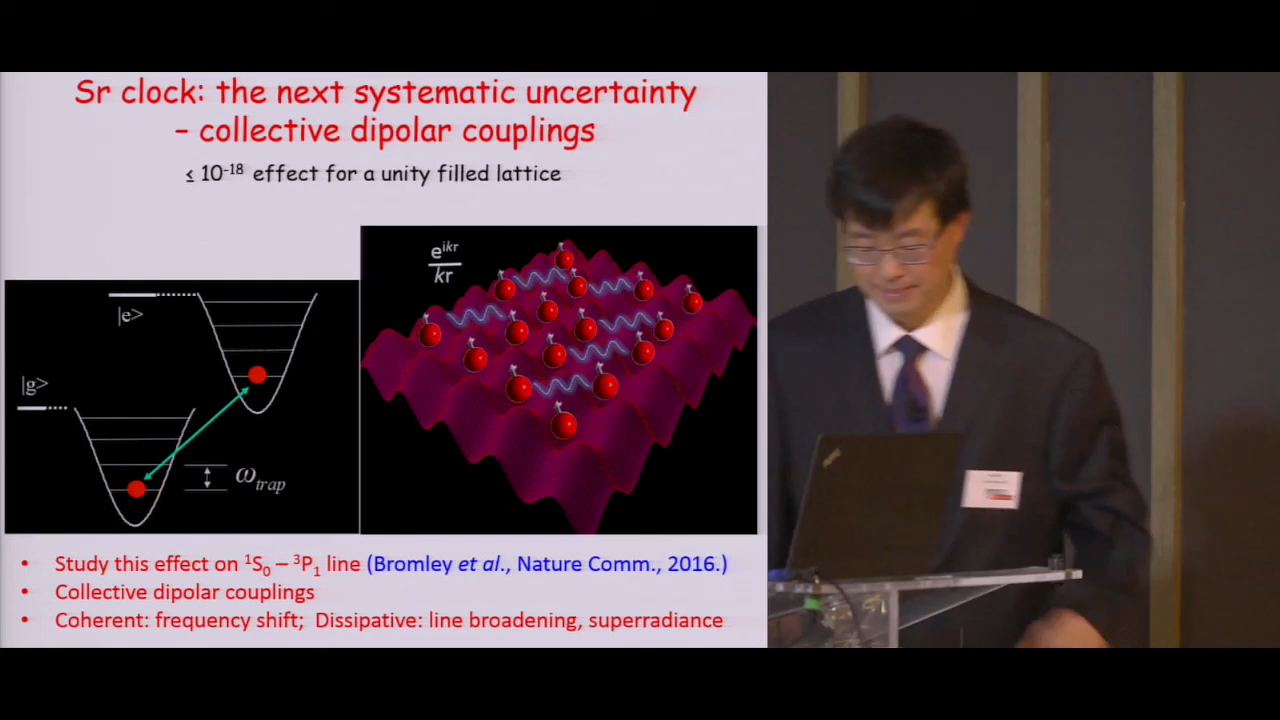 Sr clock: the next systematic uncertainty
– collective dipolar couplings
≤ 10⁻¹⁸ effect for a unity filled lattice
|e>
|g>
ω_trap
e^{ikr}
kr
• Study this effect on ¹S₀ – ³P₁ line (Bromley et al., Nature Comm., 2016.)
• Collective dipolar couplings
• Coherent: frequency shift; Dissipative: line broadening, superradiance